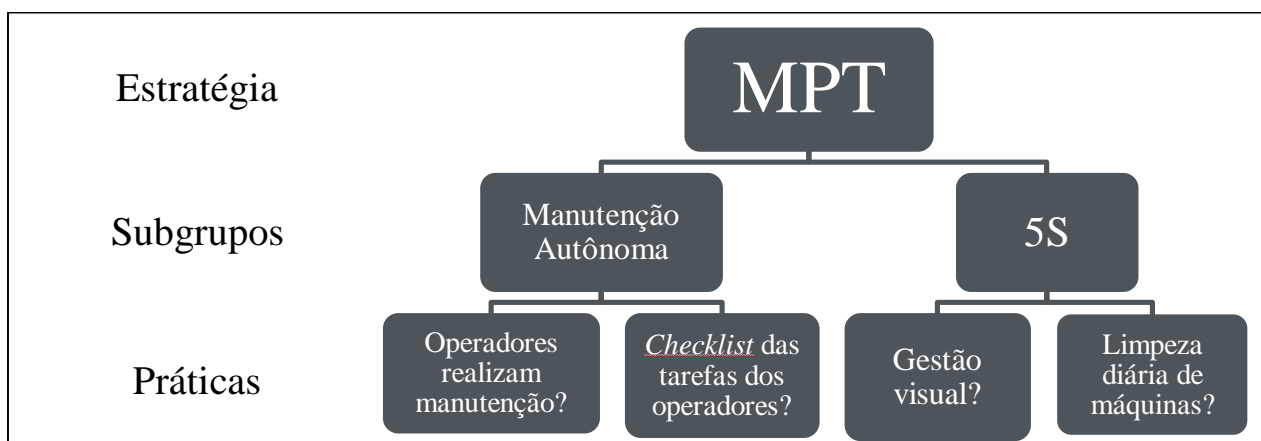 Estratégia
MPT
Subgrupos
Manutenção
Autônoma
5S
Práticas
Operadores
realizam
manutenção?
Checklist das
tarefas dos
operadores?
Gestão
visual?
Limpeza
diária de
máquinas?